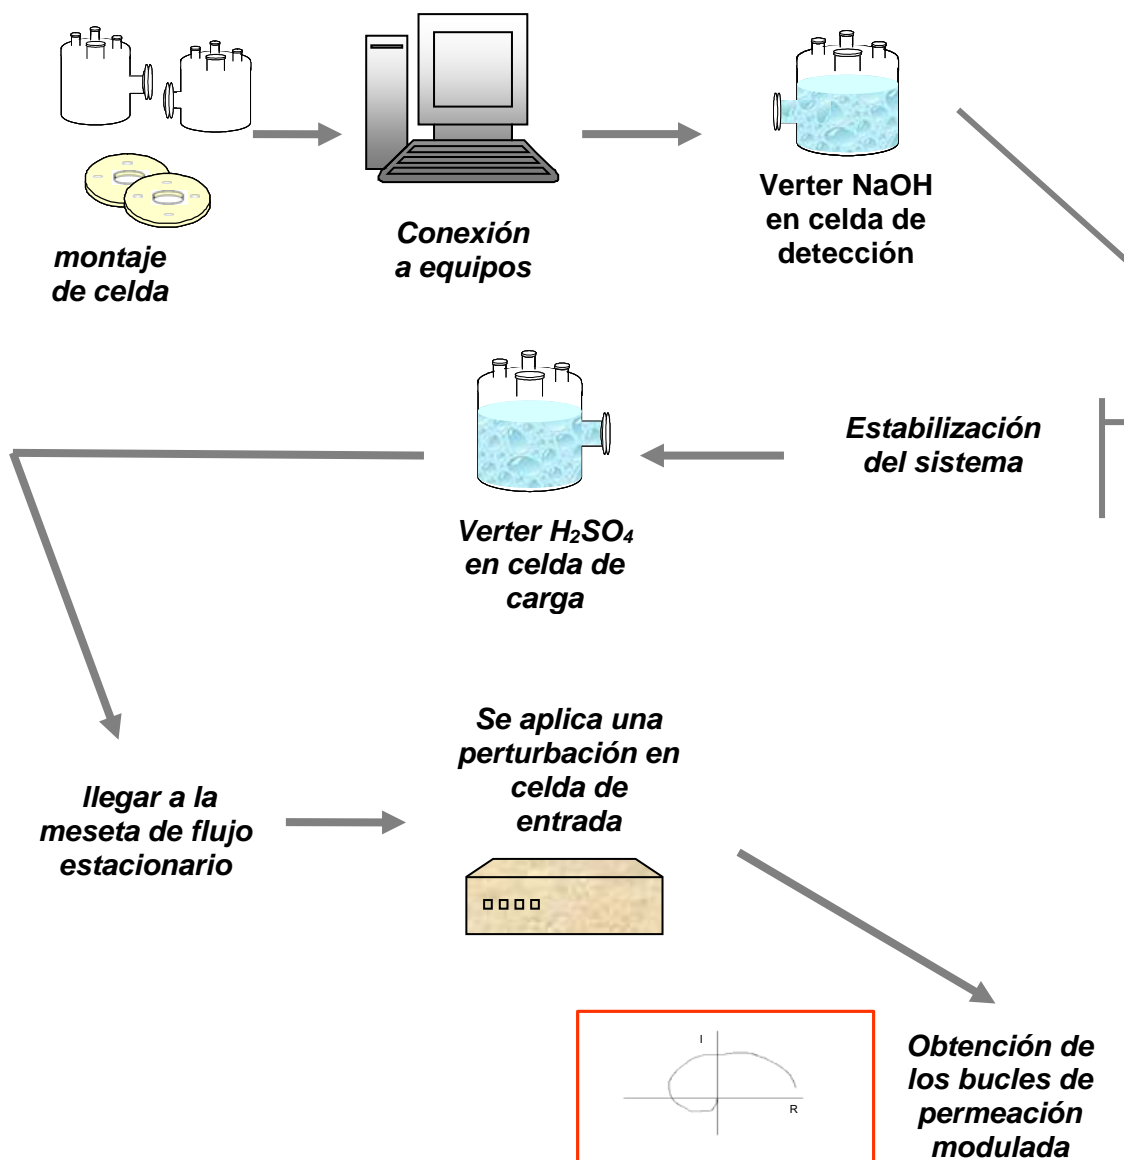 montaje
de celda
Conexión
a equipos
Verter NaOH
en celda de
detección
Estabilización
del sistema
Verter H₂SO₄
en celda de
carga
llegar a la
meseta de flujo
estacionario
Se aplica una
perturbación en
celda de
entrada
I
R
Obtención de
los bucles de
permeación
modulada